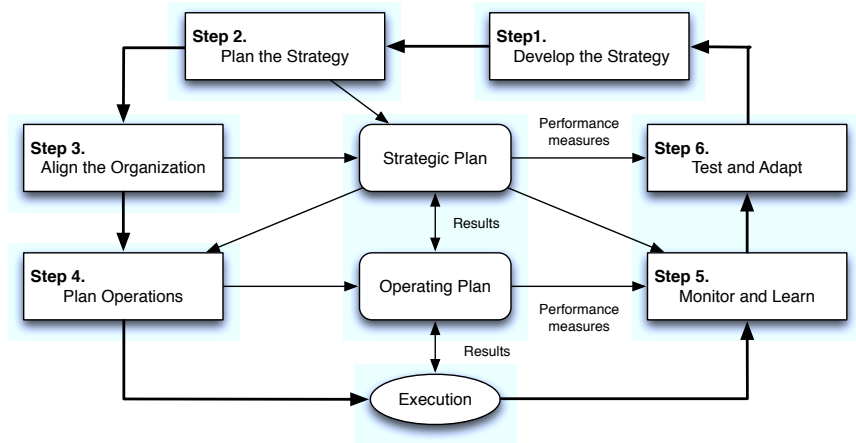 Step 2.
Plan the Strategy
Step1.
Develop the Strategy
Step 3.
Align the Organization
Strategic Plan
Performance
measures
Step 6.
Test and Adapt
Results
Step 4.
Plan Operations
Operating Plan
Performance
measures
Step 5.
Monitor and Learn
Results
Execution